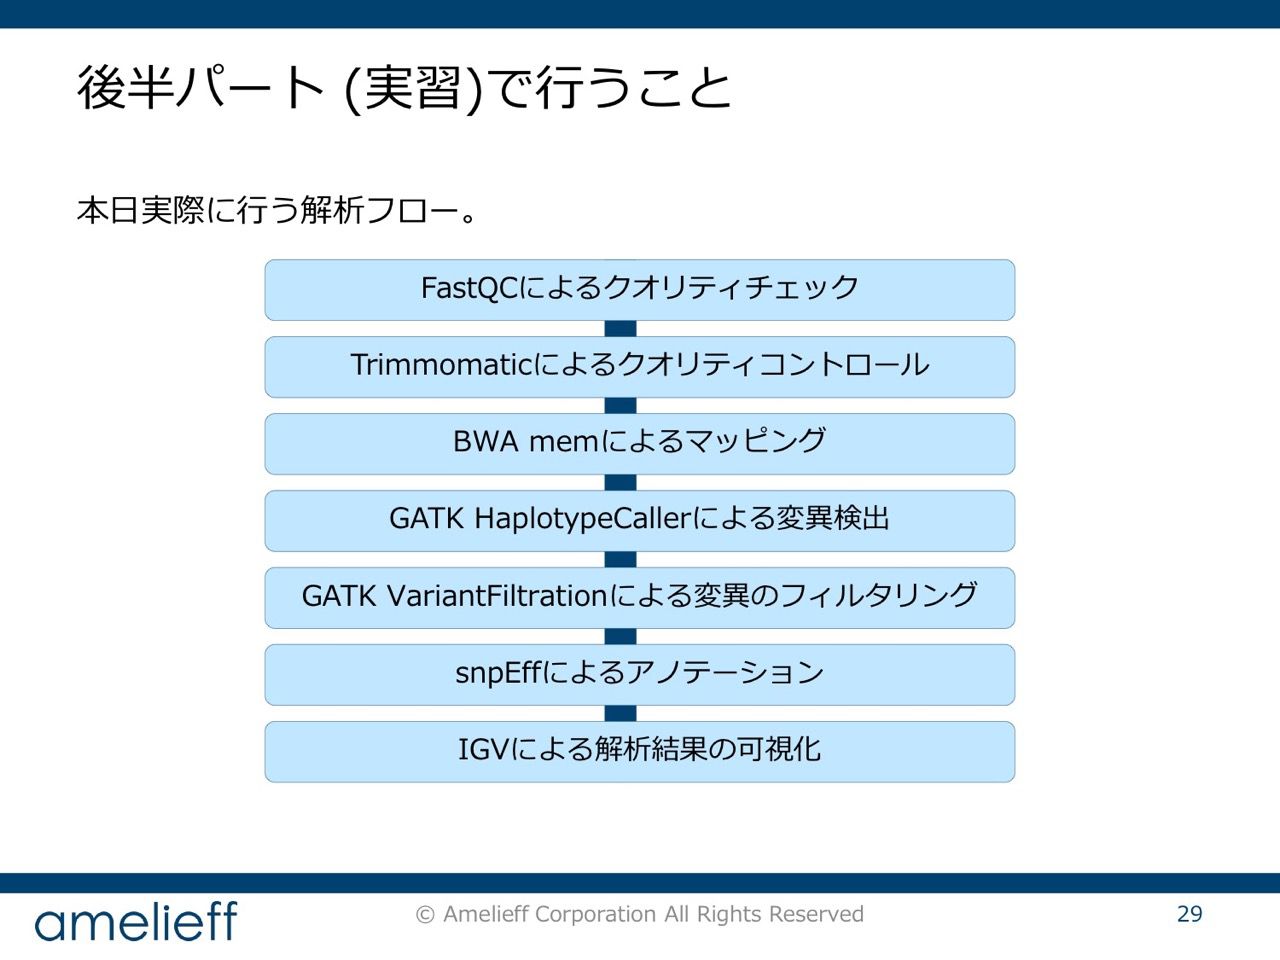 後半パート (実習)で行うこと
本日実際に行う解析フロー。
FastQCによるクオリティチェック
Trimmomaticによるクオリティコントロール
BWA memによるマッピング
GATK HaplotypeCallerによる変異検出
GATK VariantFiltrationによる変異のフィルタリング
snpEffによるアノテーション
IGVによる解析結果の可視化
amelieff
© Amelieff Corporation All Rights Reserved
29